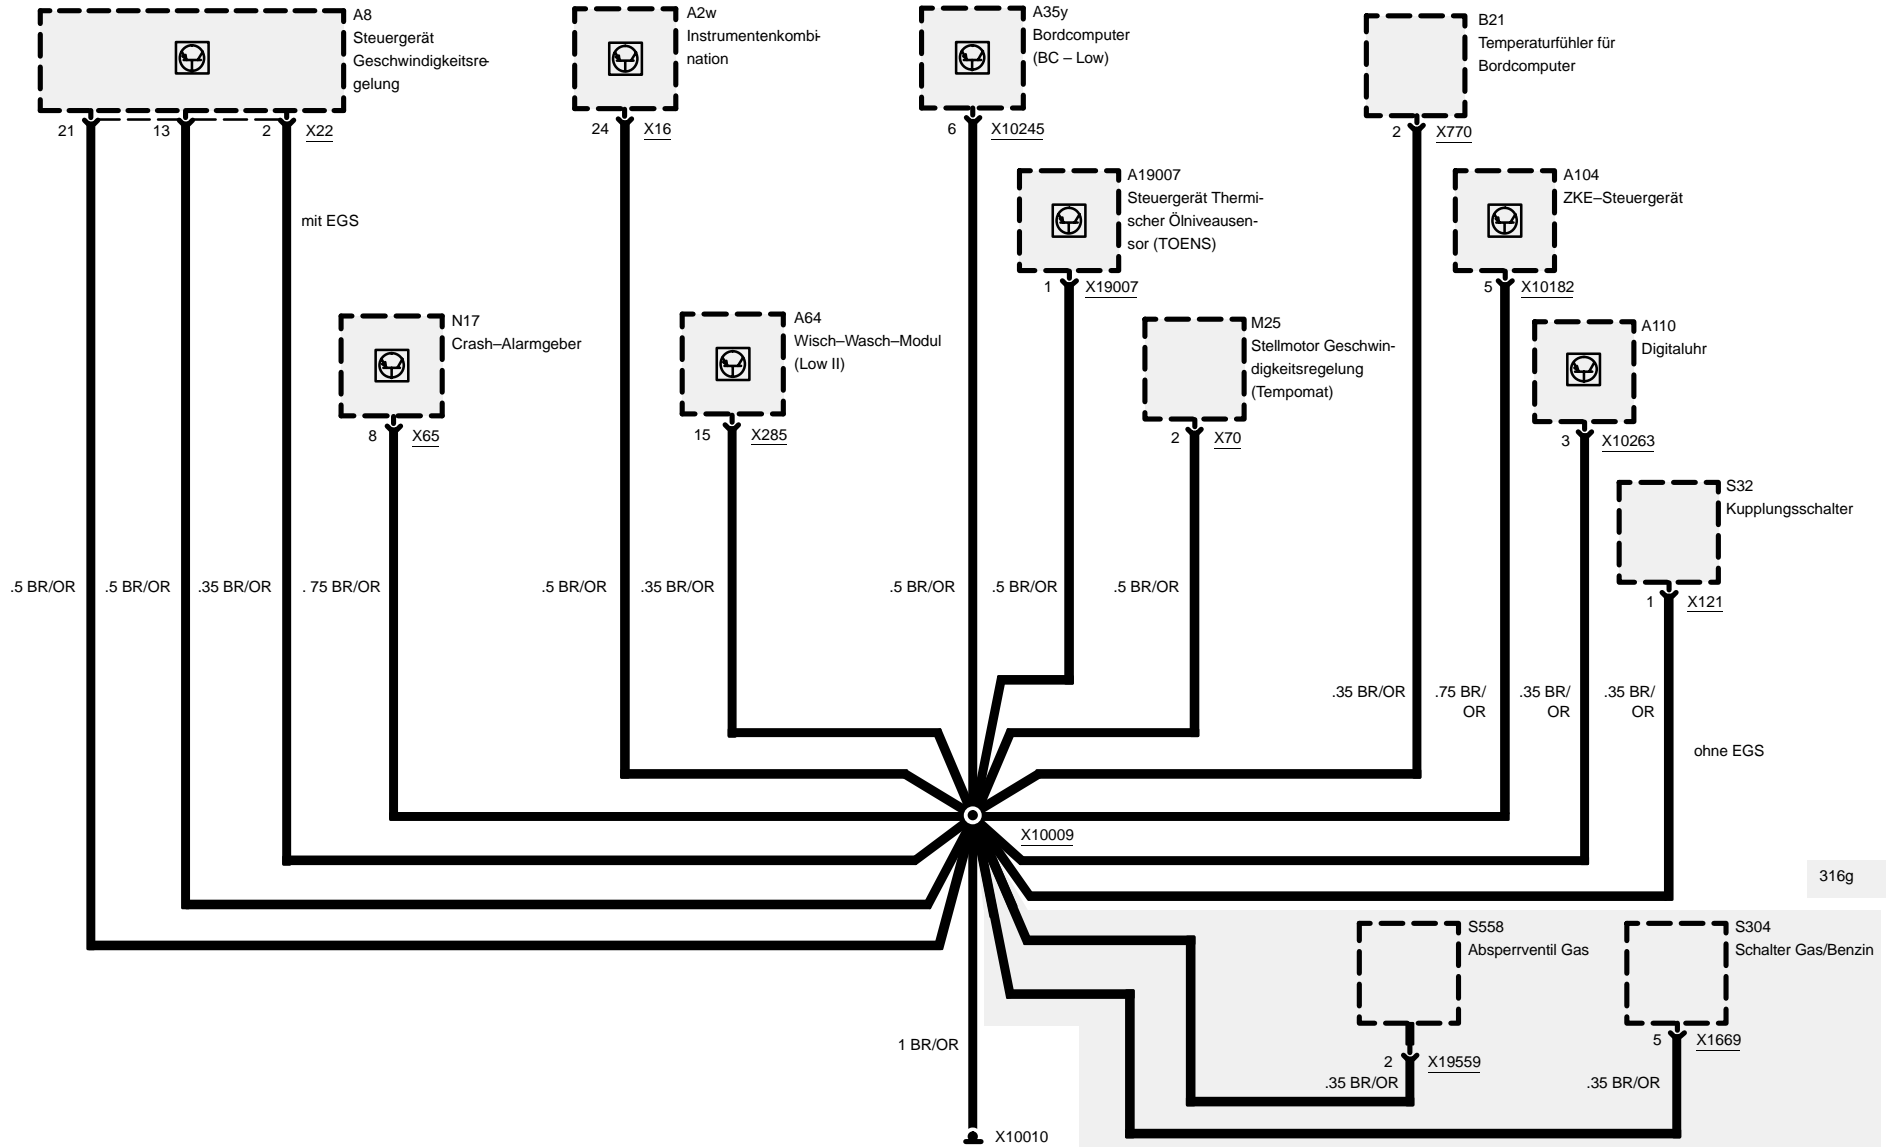 A8
Steuergerät
Geschwindigkeitsre-
gelung
21
13
2
X22
A2w
Instrumentenkombi-
nation
24
X16
A35y
Bordcomputer
(BC – Low)
6
X10245
B21
Temperaturfühler für
Bordcomputer
2
X770
A19007
Steuergerät Thermi-
scher Ölniveausen-
sor (TOENS)
1
X19007
A104
ZKE–Steuergerät
5
X10182
mit EGS
N17
Crash–Alarmgeber
8
X65
A64
Wisch–Wasch–Modul
(Low II)
15
X285
M25
Stellmotor Geschwin-
digkeitsregelung
(Tempomat)
2
X70
A110
Digitaluhr
3
X10263
S32
Kupplungsschalter
1
X121
.5 BR/OR
.5 BR/OR
.35 BR/OR
. 75 BR/OR
.5 BR/OR
.35 BR/OR
.5 BR/OR
.5 BR/OR
.5 BR/OR
.35 BR/OR
.75 BR/
OR
.35 BR/
OR
.35 BR/
OR
ohne EGS
X10009
316g
S558
Absperrventil Gas
2
X19559
.35 BR/OR
S304
Schalter Gas/Benzin
5
X1669
.35 BR/OR
1 BR/OR
X10010